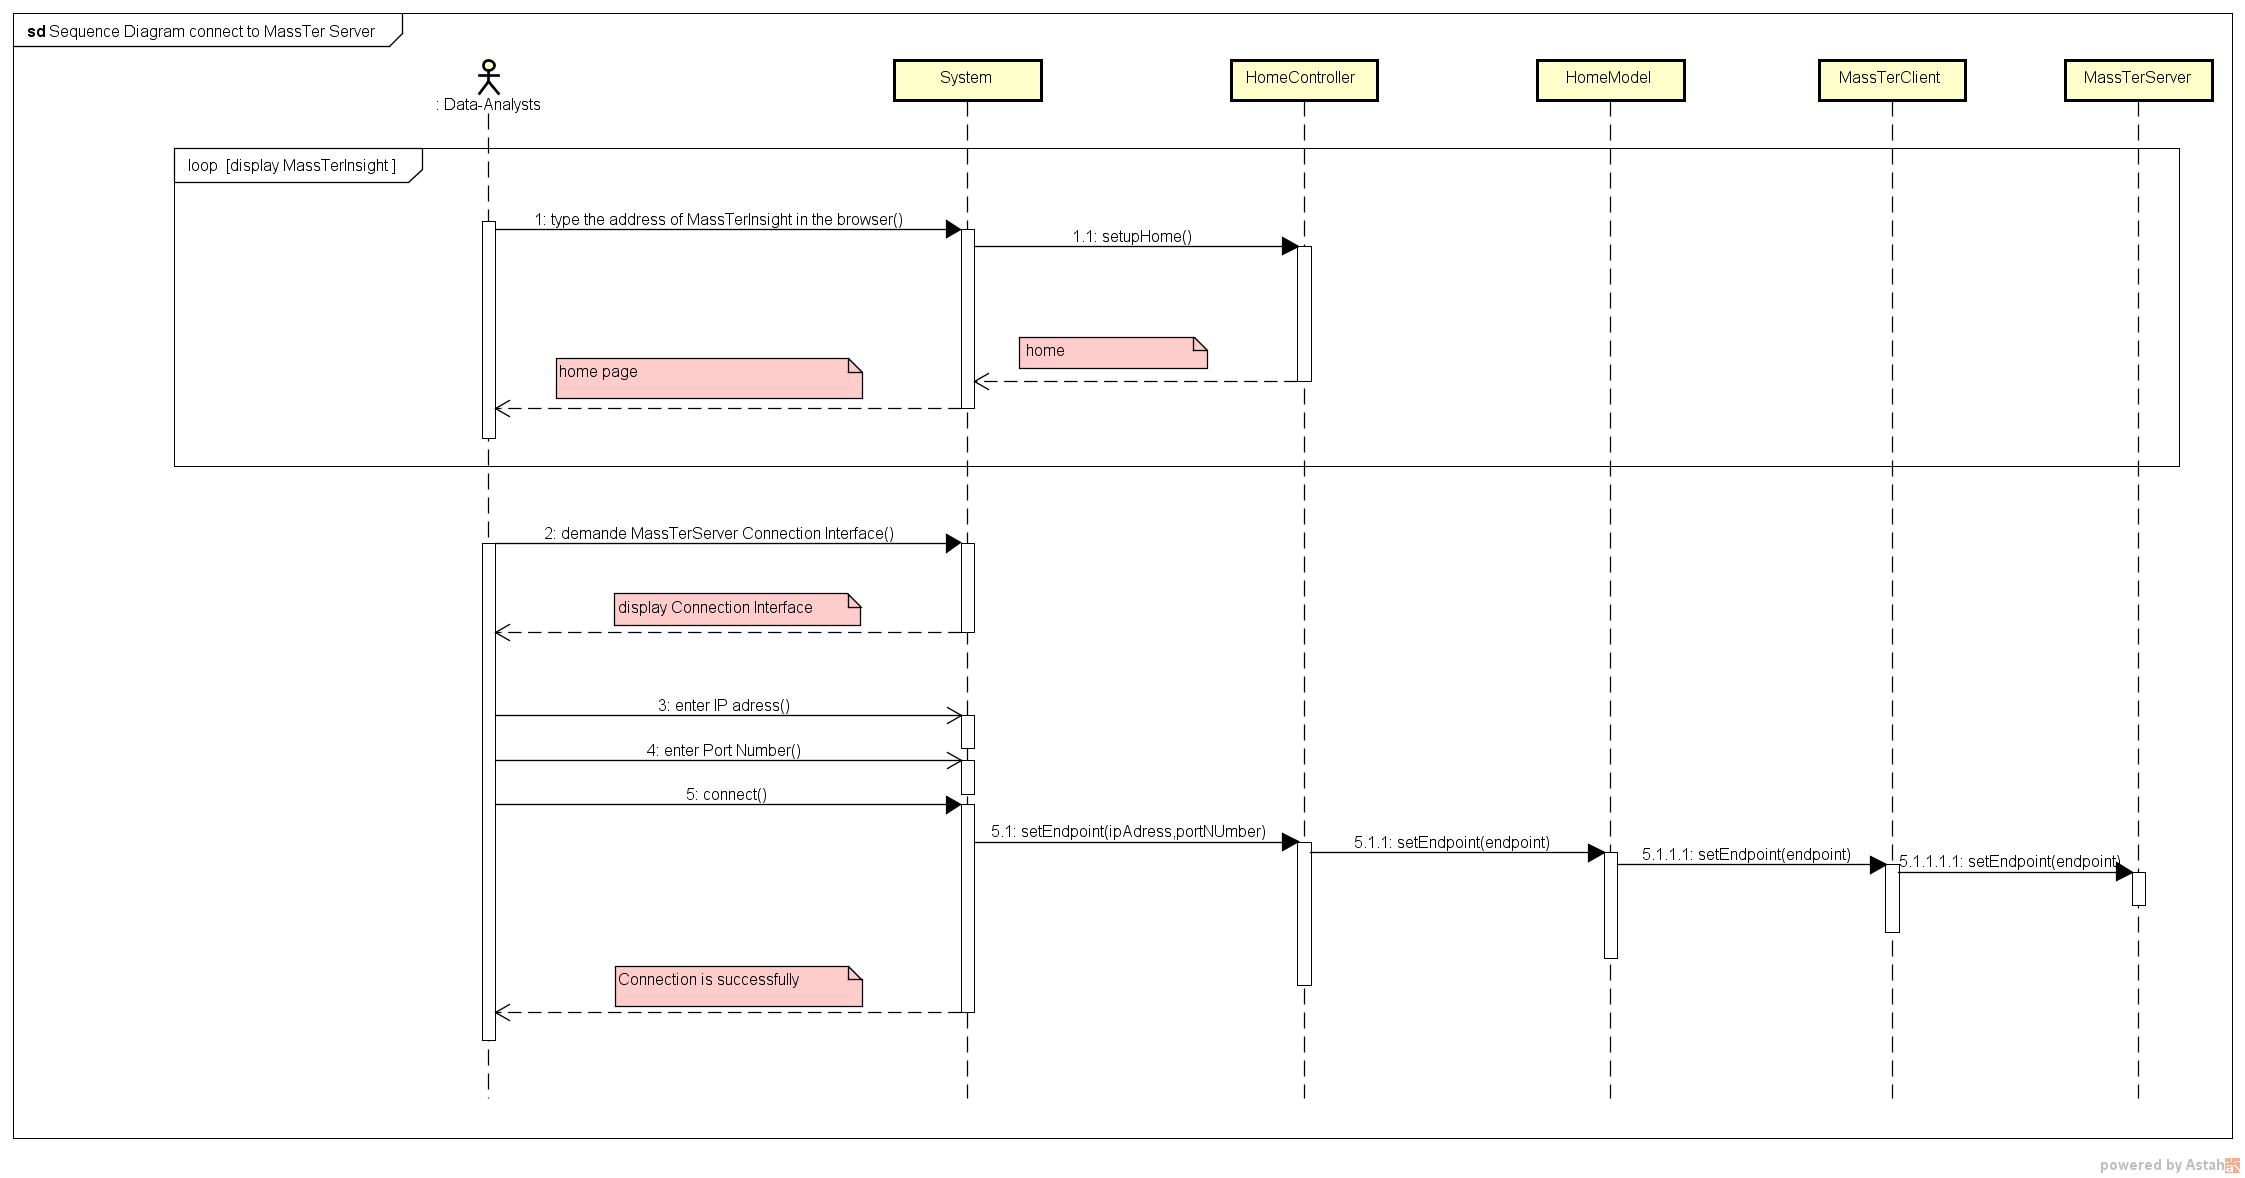 sd Sequence Diagram connect to MassTer Server
: Data-Analysts
System
HomeController
HomeModel
MassTerClient
MassTerServer
loop [display MassTerInsight ]
1: type the address of MassTerInsight in the browser()
1.1: setupHome()
home
home page
2: demande MassTerServer Connection Interface()
display Connection Interface
3: enter IP adress()
4: enter Port Number()
5: connect()
5.1: setEndpoint(ipAdress,portNUmber)
5.1.1: setEndpoint(endpoint)
5.1.1.1: setEndpoint(endpoint)
5.1.1.1.1: setEndpoint(endpoint)
Connection is successfully
powered by Astah